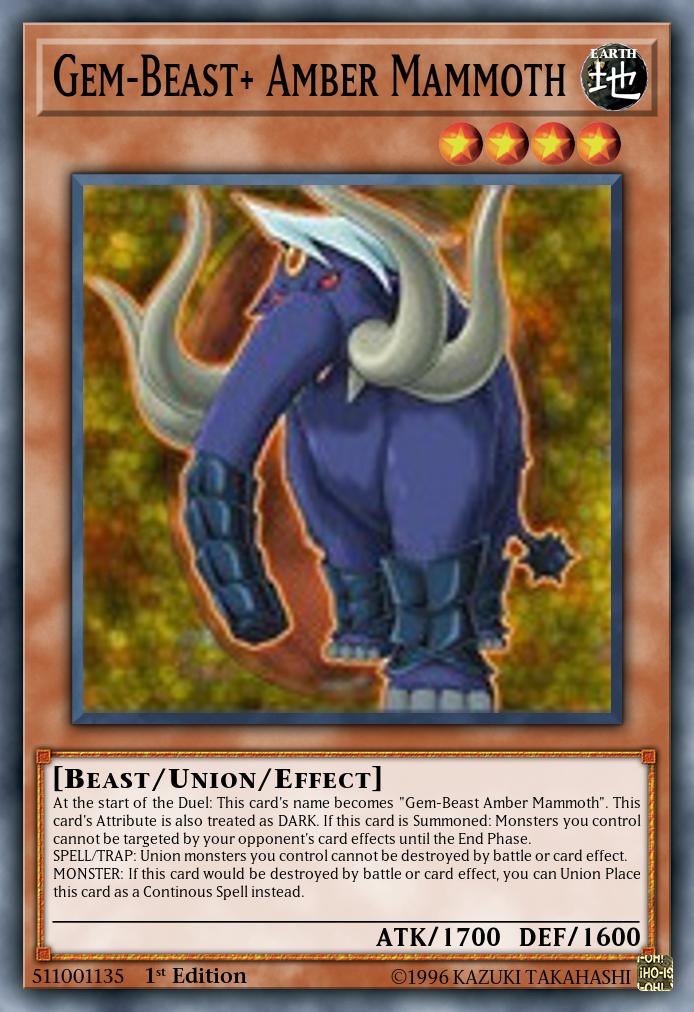 Gem-Beast+ Amber Mammoth
EARTH
地
[Beast/Union/Effect]
At the start of the Duel: This card's name becomes "Gem-Beast Amber Mammoth". This
card's Attribute is also treated as DARK. If this card is Summoned: Monsters you control
cannot be targeted by your opponent's card effects until the End Phase.
SPELL/TRAP: Union monsters you control cannot be destroyed by battle or card effect.
MONSTER: If this card would be destroyed by battle or card effect, you can Union Place
this card as a Continous Spell instead.
ATK/1700 DEF/1600
511001135 1st Edition ©1996 KAZUKI TAKAHASHI